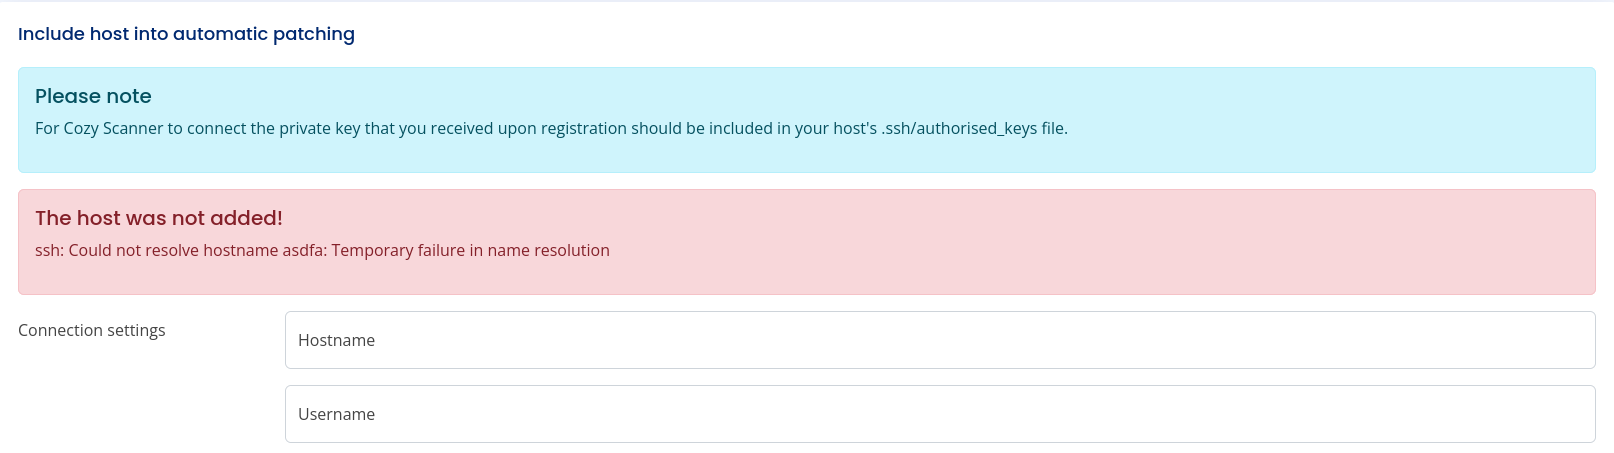 Include host into automatic patching
Please note
For Cozy Scanner to connect the private key that you received upon registration should be included in your host's .ssh/authorised_keys file.
The host was not added!
ssh: Could not resolve hostname asdfa: Temporary failure in name resolution
Connection settings
Hostname
Username